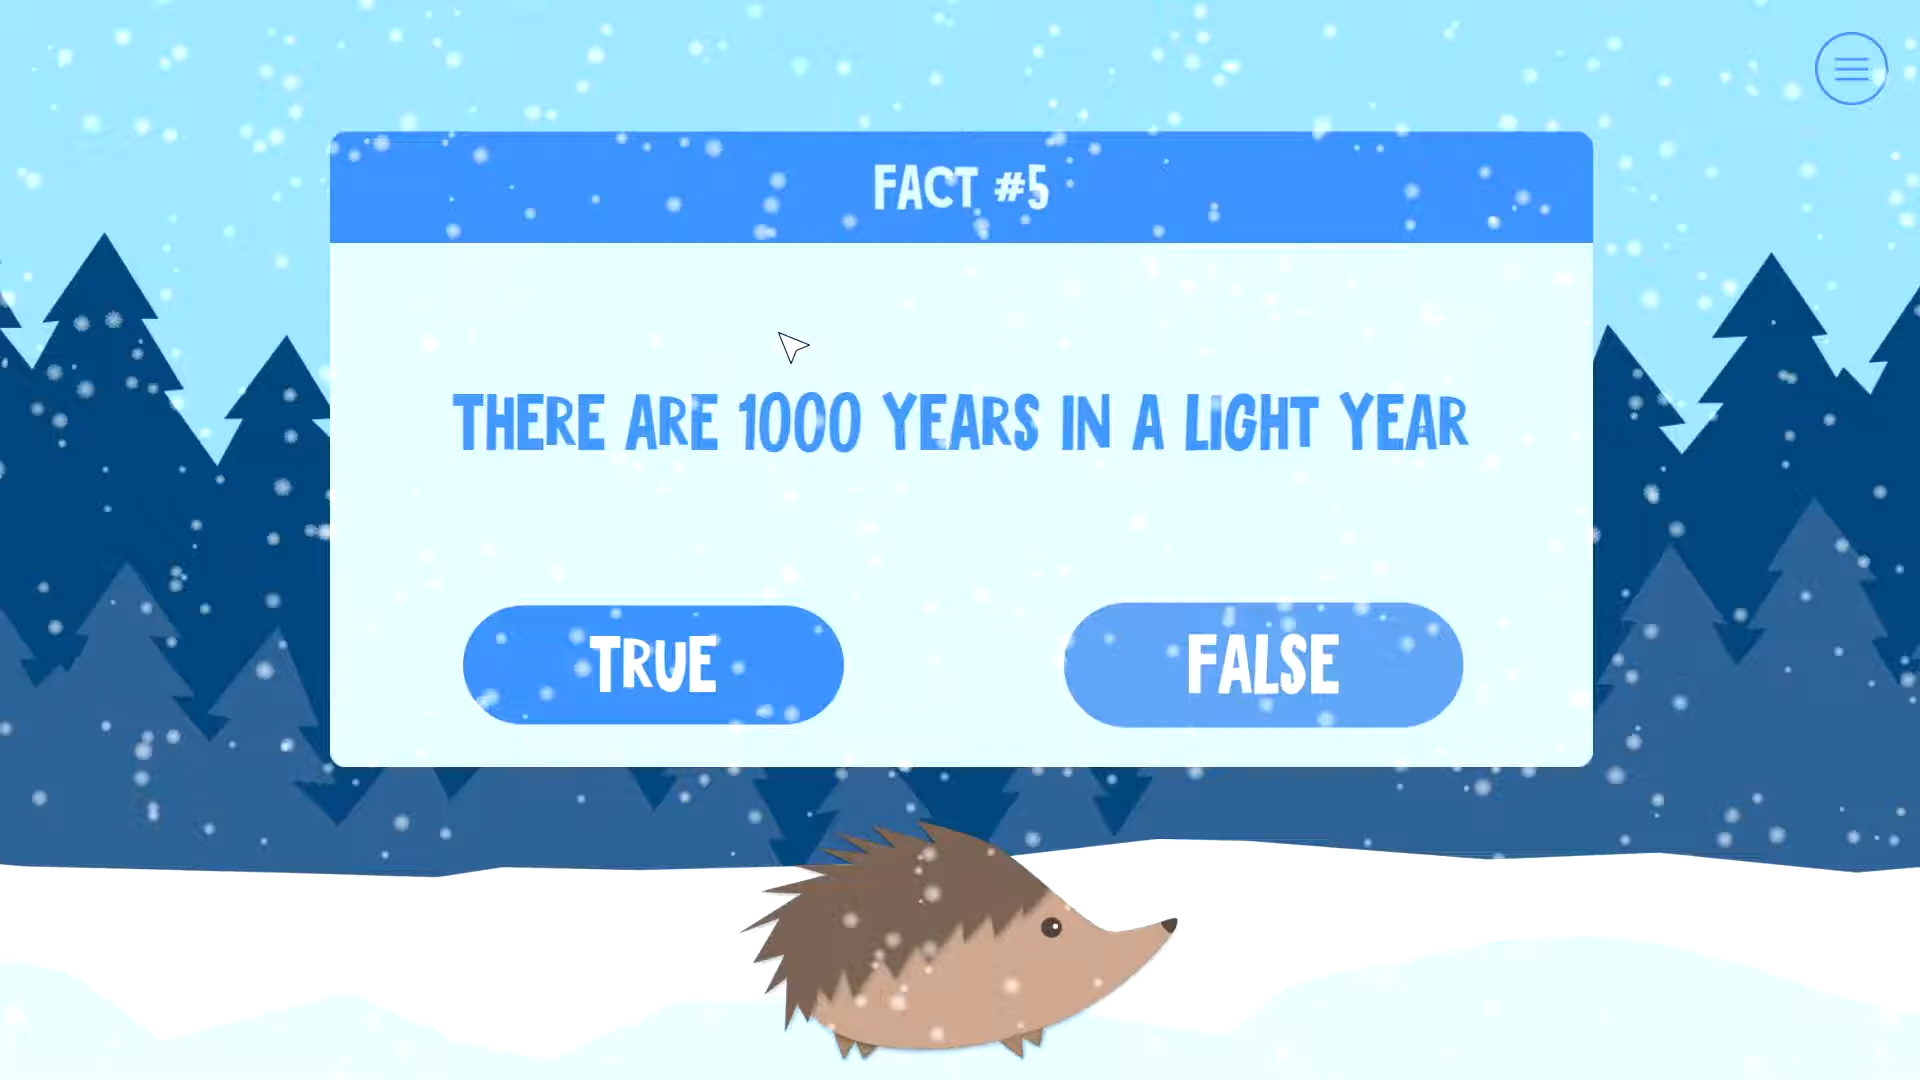 FACT #5
THERE ARE 1000 YEARS IN A LIGHT YEAR
TRUE
FALSE